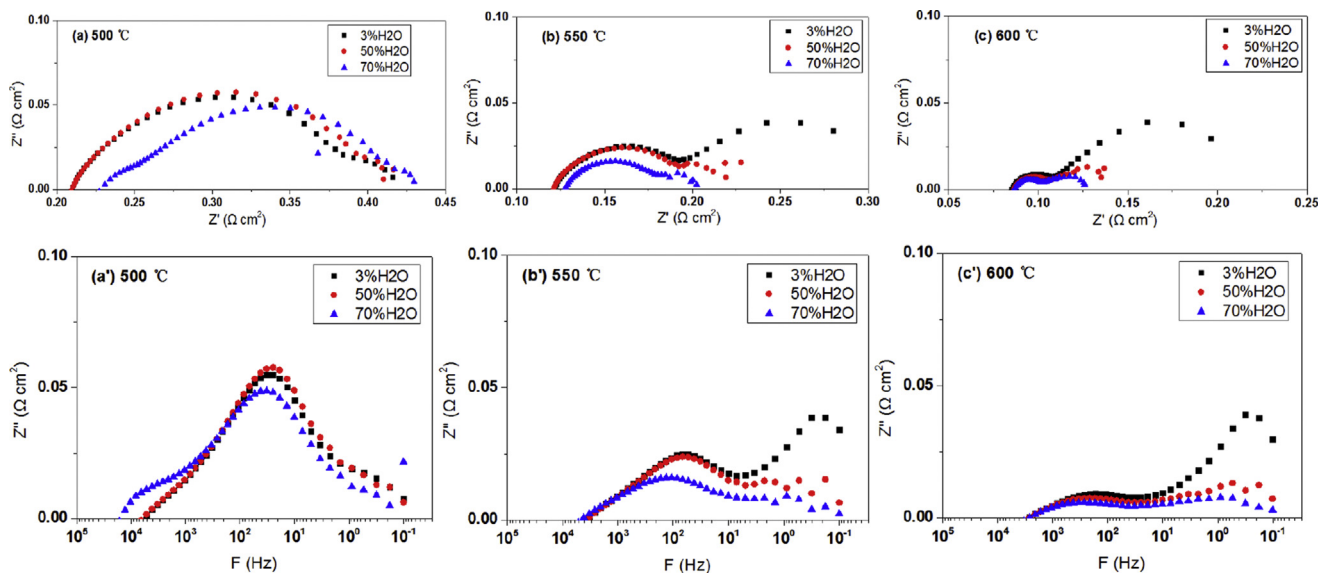 (a) 500 ℃
3%H2O
50%H2O
70%H2O
0.10
0.05
0.00
Z'' (Ω cm²)
0.20 0.25 0.30 0.35 0.40 0.45
Z' (Ω cm²)
(b) 550 ℃
3%H2O
50%H2O
70%H2O
0.10
0.05
0.00
Z'' (Ω cm²)
0.10 0.15 0.20 0.25 0.30
Z' (Ω cm²)
(c) 600 ℃
3%H2O
50%H2O
70%H2O
0.10
0.05
0.00
Z'' (Ω cm²)
0.05 0.10 0.15 0.20 0.25
Z' (Ω cm²)
(a') 500 ℃
3%H2O
50%H2O
70%H2O
0.10
0.05
0.00
Z'' (Ω cm²)
10⁵ 10⁴ 10³ 10² 10¹ 10⁰ 10⁻¹
F (Hz)
(b') 550 ℃
3%H2O
50%H2O
70%H2O
0.10
0.05
0.00
Z'' (Ω cm²)
10⁵ 10⁴ 10³ 10² 10¹ 10⁰ 10⁻¹
F (Hz)
(c') 600 ℃
3%H2O
50%H2O
70%H2O
0.10
0.05
0.00
Z'' (Ω cm²)
10⁵ 10⁴ 10³ 10² 10¹ 10⁰ 10⁻¹
F (Hz)